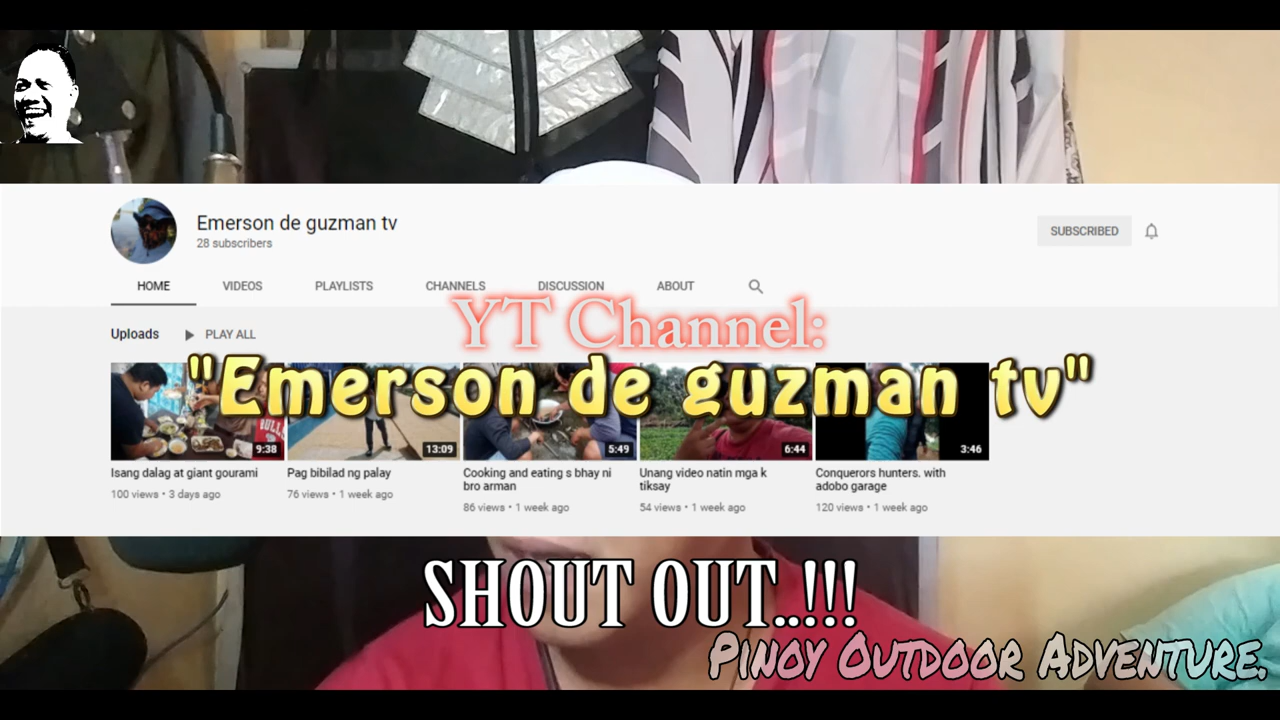 Emerson de guzman tv
28 subscribers
SUBSCRIBED
HOME VIDEOS PLAYLISTS CHANNELS DISCUSSION ABOUT
YT Channel:
Uploads PLAY ALL
"Emerson de guzman tv"
BULLS
9:38 13:09 5:49 6:44 3:46
Isang dalag at giant gourami
100 views • 3 days ago
Pag bibilad ng palay
76 views • 1 week ago
Cooking and eating s bhay ni
bro arman
86 views • 1 week ago
Unang video natin mga k
tiksay
54 views • 1 week ago
Conquerors hunters. with
adobo garage
120 views • 1 week ago
SHOUT OUT..!!!
Pinoy Outdoor Adventure.